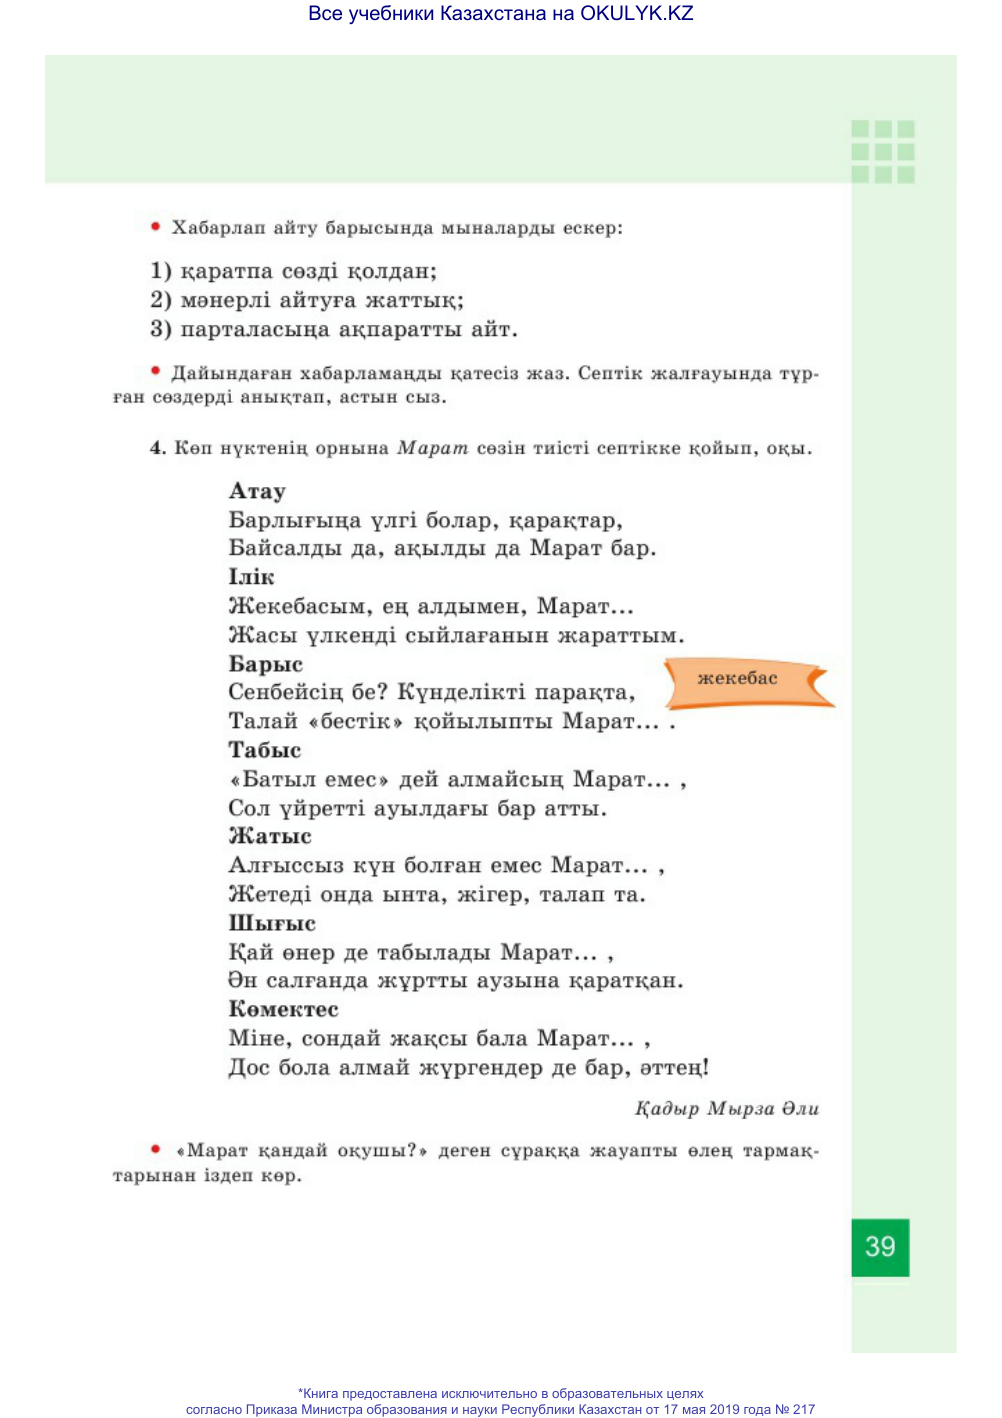 Все учебники Казахстана на OKULYK.KZ
• Хабарлап айту барысында мыналарды ескер:
1) қаратпа сөзді қолдан;
2) мәнерлі айтуға жаттық;
3) парталасыңа ақпаратты айт.
• Дайындаған хабарламаңды қатесіз жаз. Септік жалғауында тұр-
ған сөздерді анықтап, астын сыз.
4. Көп нүктенің орнына Марат сөзін тиісті септікке қойып, оқы.
Атау
Барлығыңа үлгі болар, қарақтар,
Байсалды да, ақылды да Марат бар.
Ілік
Жекебасым, ең алдымен, Марат...
Жасы үлкенді сыйлағанын жараттым.
Барыс
Сенбейсің бе? Күнделікті парақта,
Талай «бестік» қойылыпты Марат... .
жекебас
Табыс
«Батыл емес» дей алмайсың Марат... ,
Сол үйретті ауылдағы бар атты.
Жатыс
Алғыссыз күн болған емес Марат... ,
Жетеді онда ынта, жігер, талап та.
Шығыс
Қай өнер де табылады Марат... ,
Ән салғанда жұртты аузына қаратқан.
Көмектес
Міне, сондай жақсы бала Марат... ,
Дос бола алмай жүргендер де бар, әттең!
Қадыр Мырза Әли
• «Марат қандай оқушы?» деген сұраққа жауапты өлең тармақ-
тарынан іздеп көр.
39
*Книга предоставлена исключительно в образовательных целях
согласно Приказа Министра образования и науки Республики Казахстан от 17 мая 2019 года № 217